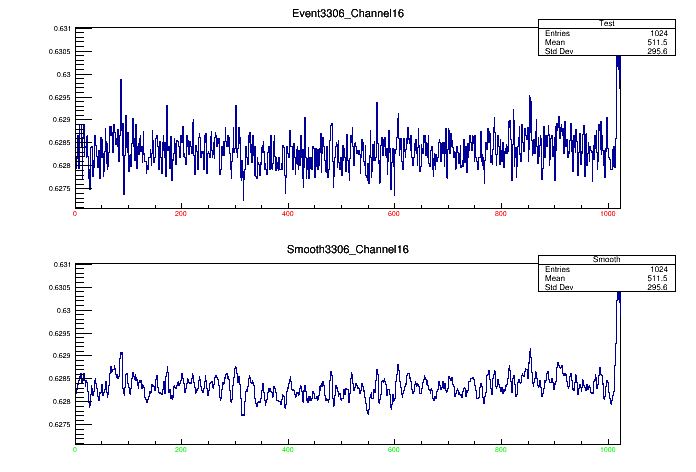 Event3306_Channel16
Test
Entries 1024
Mean 511.5
Std Dev 295.6
0.631
0.6305
0.63
0.6295
0.629
0.6285
0.628
0.6275
0 200 400 600 800 1000
Smooth3306_Channel16
Smooth
Entries 1024
Mean 511.5
Std Dev 295.6
0.631
0.6305
0.63
0.6295
0.629
0.6285
0.628
0.6275
0 200 400 600 800 1000